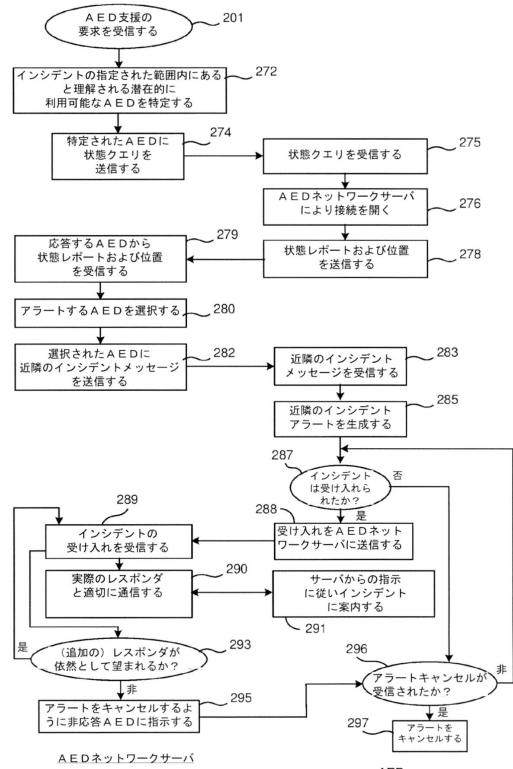 AED支援の
要求を受信する
201
インシデントの指定された範囲内にある
と理解される潜在的に
利用可能なAEDを特定する
272
特定されたAEDに
状態クエリを
送信する
274
状態クエリを受信する
275
AEDネットワークサーバ
により接続を開く
276
状態レポートおよび位置
を送信する
278
応答するAEDから
状態レポートおよび位置
を受信する
279
アラートするAEDを選択する
280
選択されたAEDに
近隣のインシデントメッセージ
を送信する
282
近隣のインシデント
メッセージを受信する
283
近隣のインシデント
アラートを生成する
285
287
インシデント
は受け入れら
れたか?
否
是
288
受け入れをAEDネット
ワークサーバに送信する
289
インシデントの
受け入れを受信する
実際のレスポンダ
と適切に通信する
290
サーバからの指示
に従いインシデント
に案内する
291
(追加の)レスポンダが
依然として望まれるか?
293
是
非
アラートをキャンセルするよ
うに非応答AEDに指示する
295
296
アラートキャンセルが
受信されたか?
非
是
297
アラートを
キャンセルする
AEDネットワークサーバ